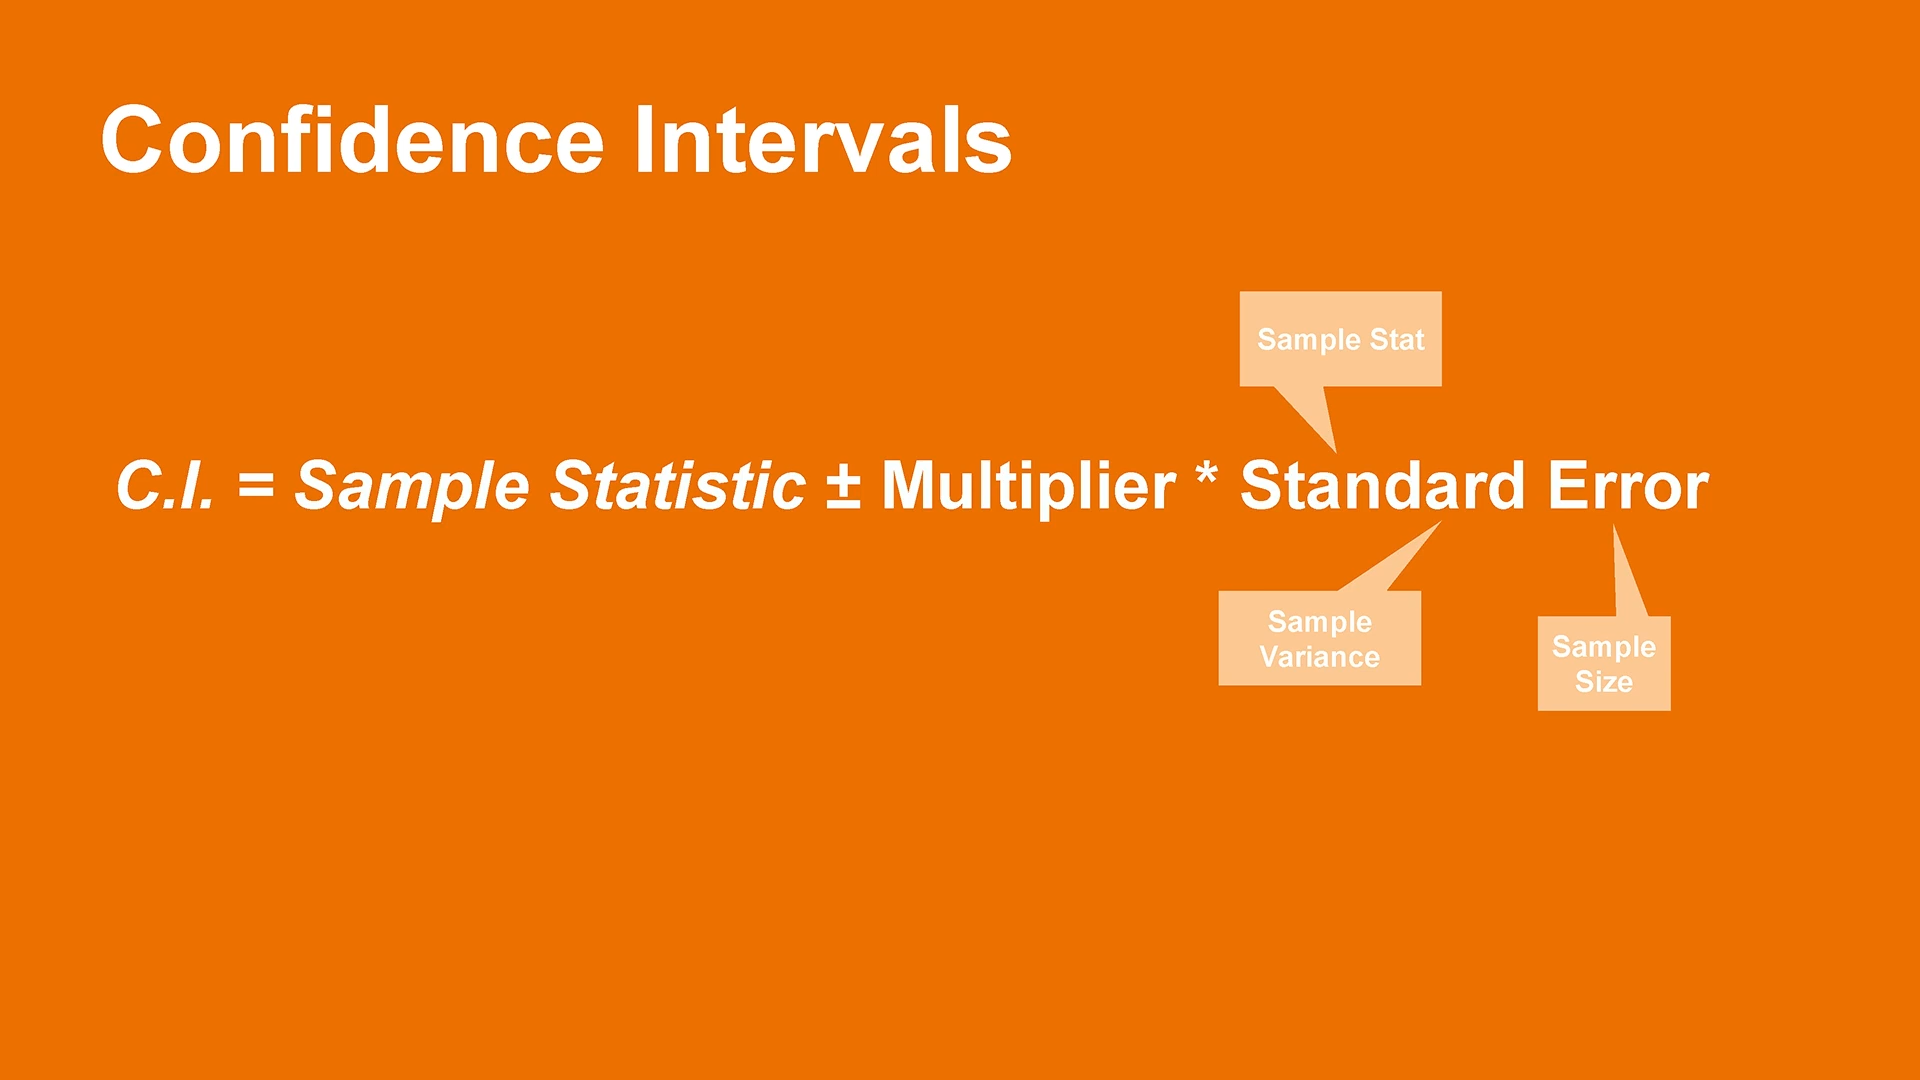 Confidence Intervals
Sample Stat
C.I. = Sample Statistic ± Multiplier * Standard Error
Sample
Variance
Sample
Size